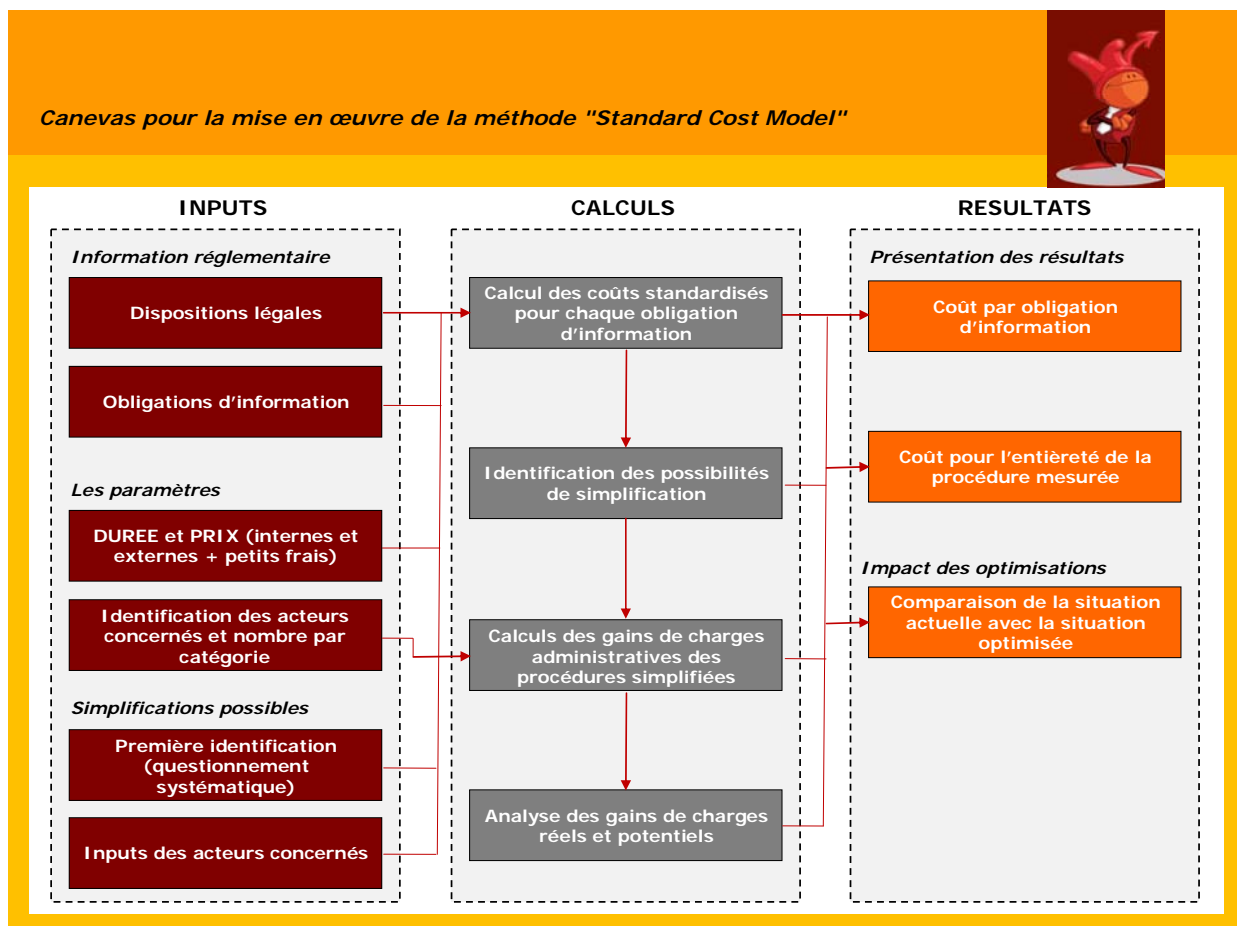 Canevas pour la mise en œuvre de la méthode "Standard Cost Model"
INPUTS
Information réglementaire
Dispositions légales
Obligations d'information
Les paramètres
DUREE et PRIX (internes et
externes + petits frais)
Identification des acteurs
concernés et nombre par
catégorie
Simplifications possibles
Première identification
(questionnement
systématique)
Inputs des acteurs concernés
CALCULS
Calcul des coûts standardisés
pour chaque obligation
d'information
Identification des possibilités
de simplification
Calculs des gains de charges
administratives des
procédures simplifiées
Analyse des gains de charges
réels et potentiels
RESULTATS
Présentation des résultats
Coût par obligation
d'information
Coût pour l'entièreté de la
procédure mesurée
Impact des optimisations
Comparaison de la situation
actuelle avec la situation
optimisée